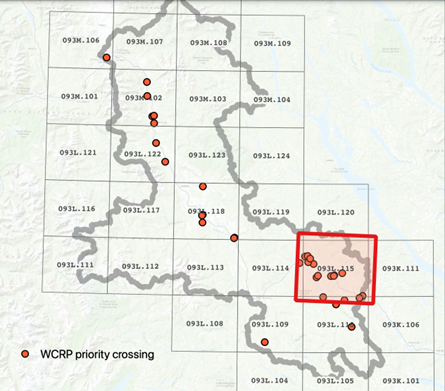 093M.106 093M.107 093M.108 093M.109
093M.101 093M.102 093M.103 093M.104
093L.121 093L.122 093L.123 093L.124
093L.116 093L.117 093L.118 093L.119 093L.120
093L.111 093L.112 093L.113 093L.114 093L.115 093K.111
093L.108 093L.109 093L.110 093K.106
WCRP priority crossing
093L.104 093L.105 093K.101